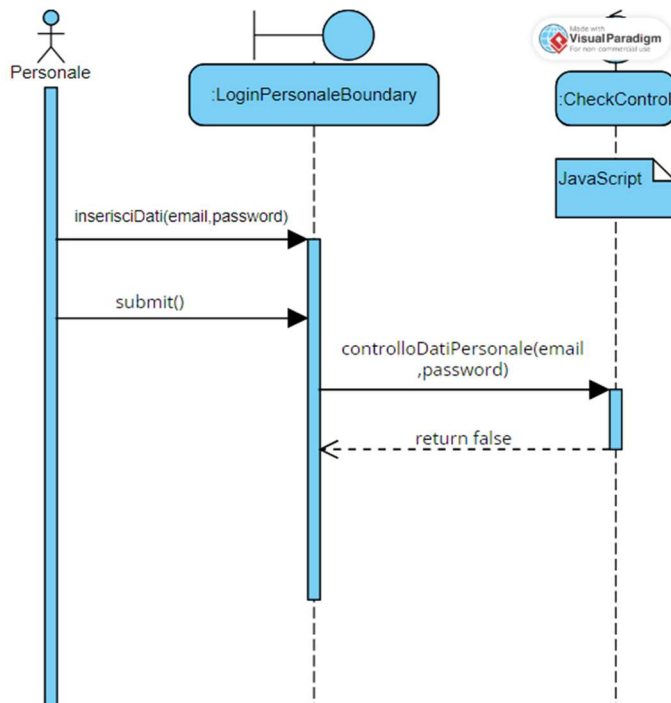 Made with
Visual Paradigm
For non-commercial use
Personale
:LoginPersonaleBoundary
:CheckControl
JavaScript
inserisciDati(email,password)
submit()
controlloDatiPersonale(email
,password)
return false